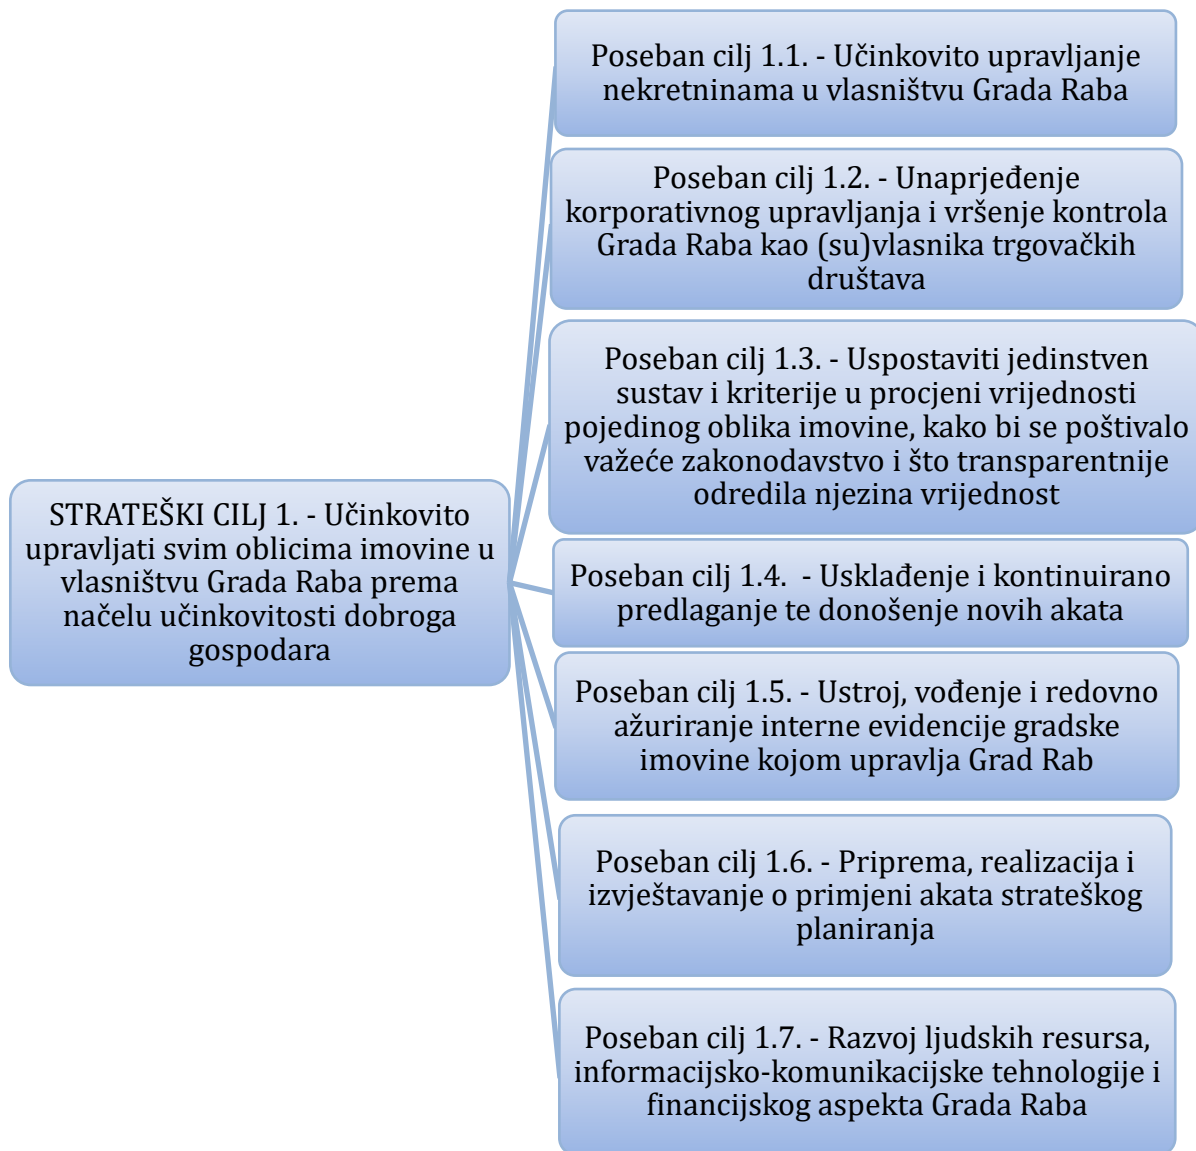 Poseban cilj 1.1. - Učinkovito upravljanje
nekretninama u vlasništvu Grada Raba
Poseban cilj 1.2. - Unaprjeđenje
korporativnog upravljanja i vršenje kontrola
Grada Raba kao (su)vlasnika trgovačkih
društava
Poseban cilj 1.3. - Uspostaviti jedinstven
sustav i kriterije u procjeni vrijednosti
pojedinog oblika imovine, kako bi se poštivalo
važeće zakonodavstvo i što transparentnije
odredila njezina vrijednost
STRATEŠKI CILJ 1. - Učinkovito
upravljati svim oblicima imovine u
vlasništvu Grada Raba prema
načelu učinkovitosti dobroga
gospodara
Poseban cilj 1.4.  - Usklađenje i kontinuirano
predlaganje te donošenje novih akata
Poseban cilj 1.5. - Ustroj, vođenje i redovno
ažuriranje interne evidencije gradske
imovine kojom upravlja Grad Rab
Poseban cilj 1.6. - Priprema, realizacija i
izvještavanje o primjeni akata strateškog
planiranja
Poseban cilj 1.7. - Razvoj ljudskih resursa,
informacijsko-komunikacijske tehnologije i
financijskog aspekta Grada Raba